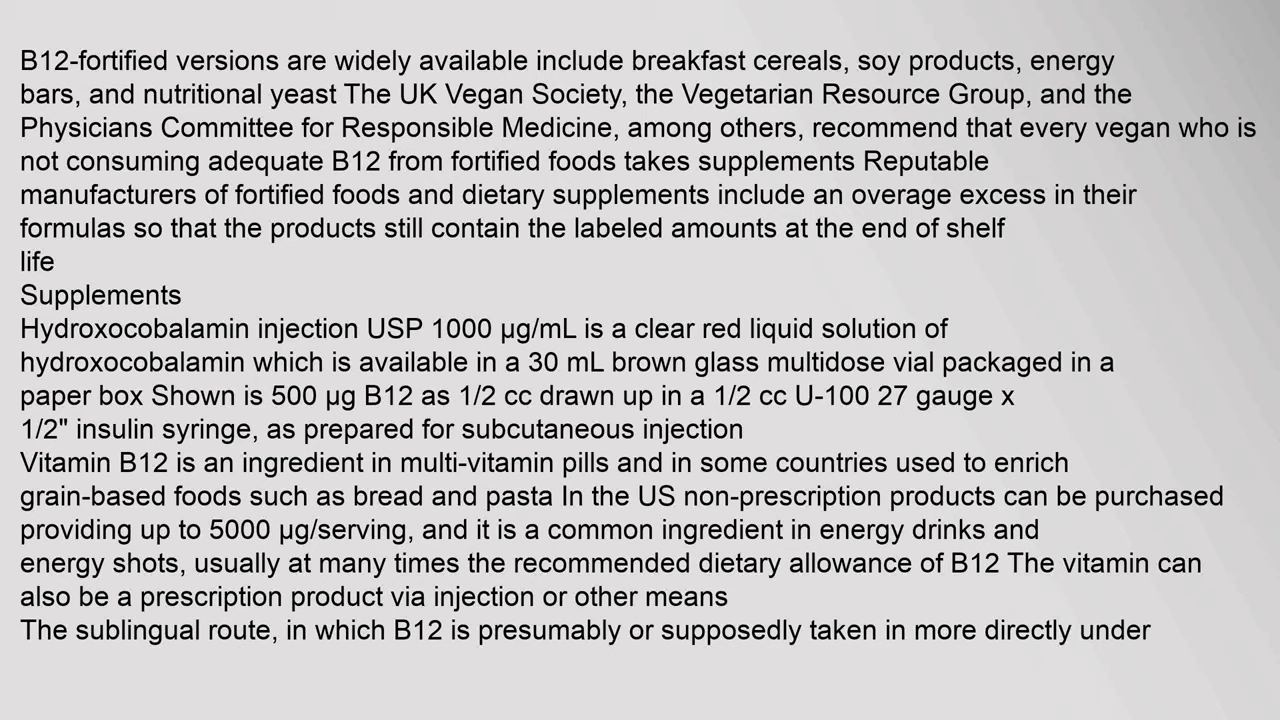 B12-fortified versions are widely available include breakfast cereals, soy products, energy
bars, and nutritional yeast The UK Vegan Society, the Vegetarian Resource Group, and the
Physicians Committee for Responsible Medicine, among others, recommend that every vegan who is
not consuming adequate B12 from fortified foods takes supplements Reputable
manufacturers of fortified foods and dietary supplements include an overage excess in their
formulas so that the products still contain the labeled amounts at the end of shelf
life
Supplements
Hydroxocobalamin injection USP 1000 µg/mL is a clear red liquid solution of
hydroxocobalamin which is available in a 30 mL brown glass multidose vial packaged in a
paper box Shown is 500 µg B12 as 1/2 cc drawn up in a 1/2 cc U-100 27 gauge x
1/2" insulin syringe, as prepared for subcutaneous injection
Vitamin B12 is an ingredient in multi-vitamin pills and in some countries used to enrich
grain-based foods such as bread and pasta In the US non-prescription products can be purchased
providing up to 5000 µg/serving, and it is a common ingredient in energy drinks and
energy shots, usually at many times the recommended dietary allowance of B12 The vitamin can
also be a prescription product via injection or other means
The sublingual route, in which B12 is presumably or supposedly taken in more directly under